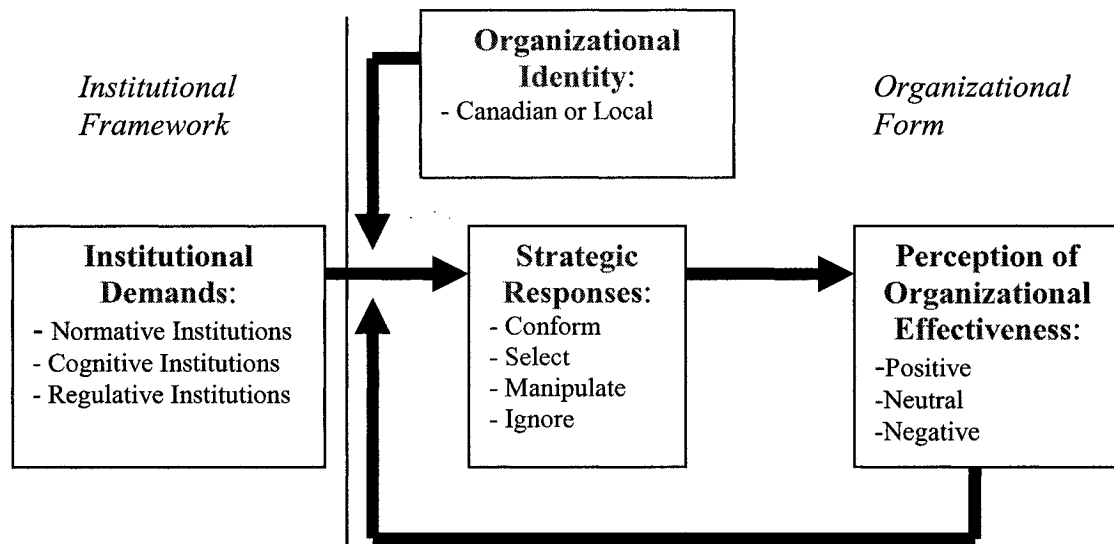 Institutional
Framework
Organizational
Identity:
- Canadian or Local
Organizational
Form
Institutional
Demands:
- Normative Institutions
- Cognitive Institutions
- Regulative Institutions
Strategic
Responses:
- Conform
- Select
- Manipulate
- Ignore
Perception of
Organizational
Effectiveness:
-Positive
-Neutral
-Negative